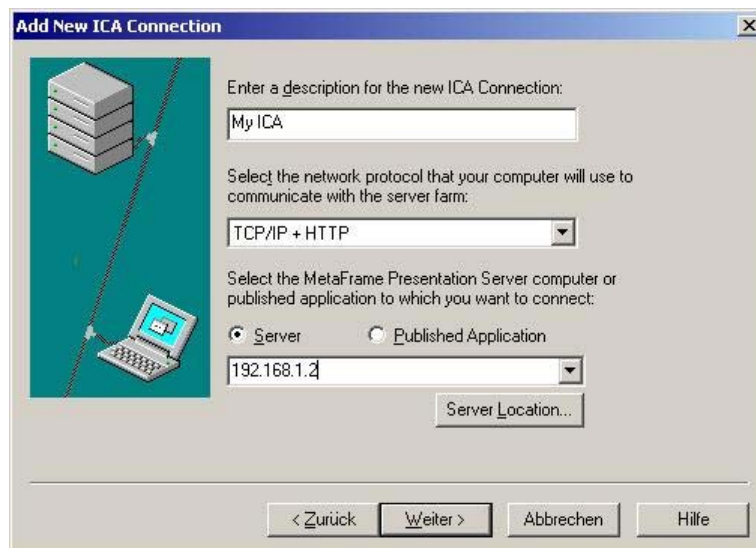 Add New ICA Connection
Enter a description for the new ICA Connection:
My ICA
Select the network protocol that your computer will use to
communicate with the server farm:
TCP/IP + HTTP
Select the MetaFrame Presentation Server computer or
published application to which you want to connect:
Server Published Application
192.168.1.2
Server Location...
< Zurück Weiter > Abbrechen Hilfe